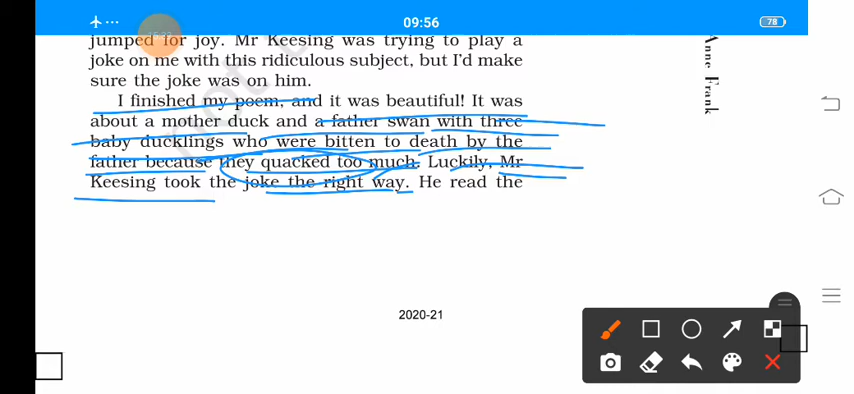 09:56
78
jumped for joy. Mr Keesing was trying to play a
joke on me with this ridiculous subject, but I'd make
sure the joke was on him.
I finished my poem, and it was beautiful! It was
about a mother duck and a father swan with three
baby ducklings who were bitten to death by the
father because they quacked too much. Luckily, Mr
Keesing took the joke the right way. He read the
2020-21
Anne Frank